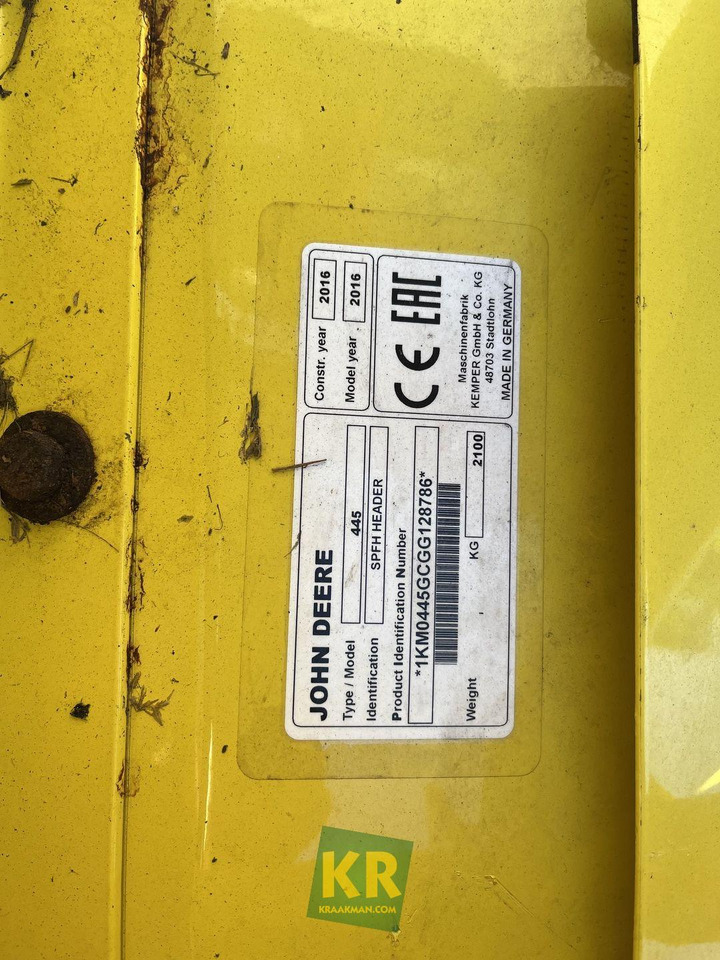 JOHN DEERE
Type / Model 445
Identification SPFH HEADER
Product Identification Number
*1KM0445GCGG128786*
Weight KG 2100
Constr. year 2016
Model year 2016
CE EAC
Maschinenfabrik
KEMPER GmbH & Co. KG
48703 Stadtlohn
MADE IN GERMANY
KR
KRAAKMAN.COM